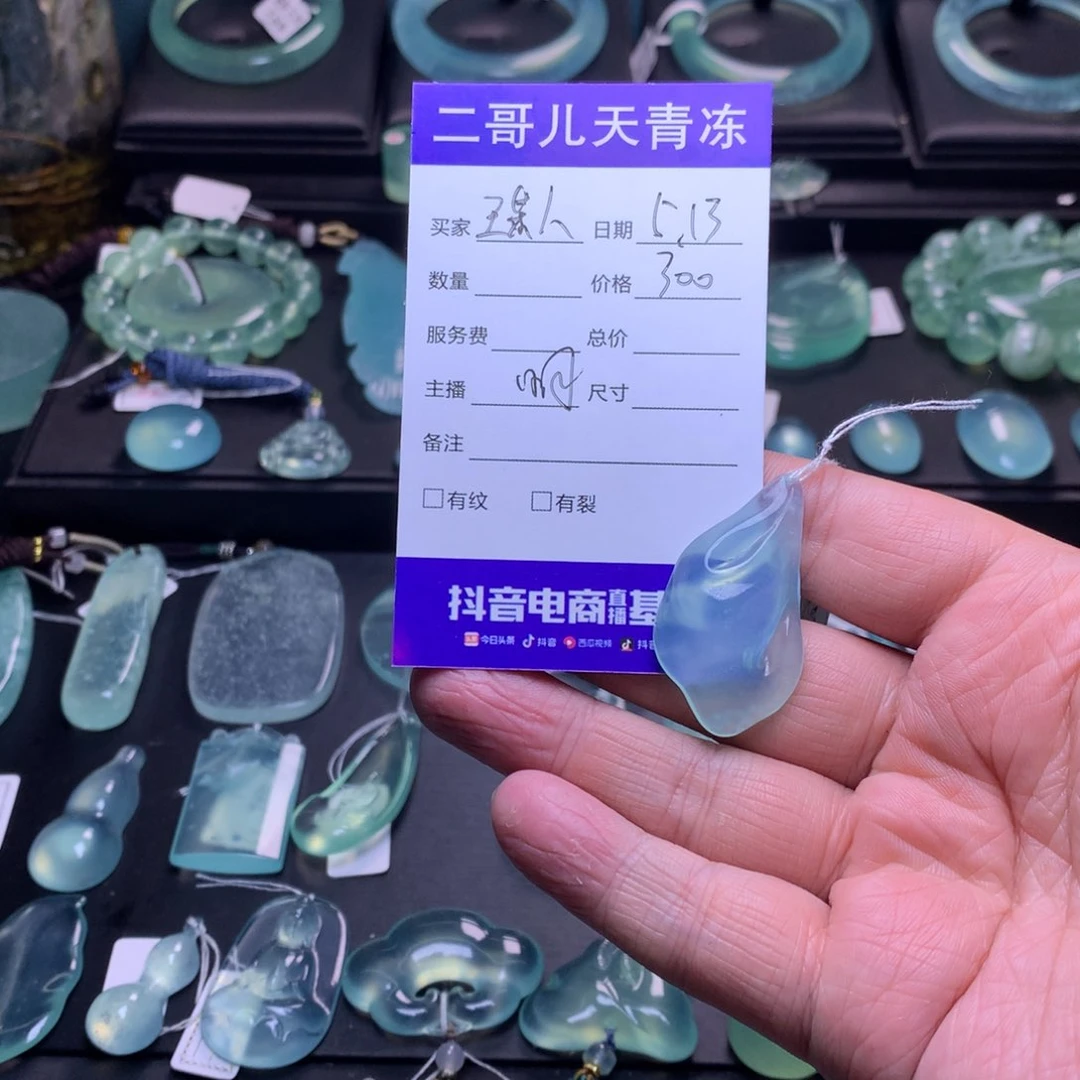 二哥儿天青冻
买家 王 人 日期 5.13
数量 价格 300
服务费 总价
主播 明 尺寸
备注
□有纹 □有裂
抖音电商直播基
今日头条 抖音 西瓜视频 抖音